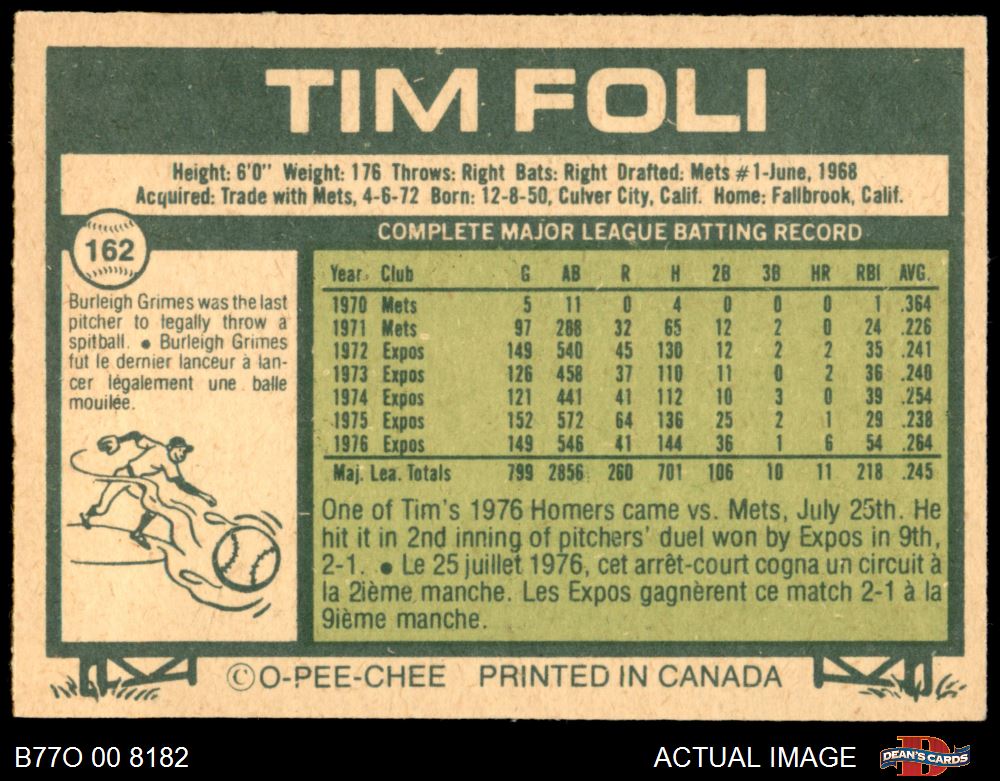 TIM FOLI
Height: 6'0" Weight: 176 Throws: Right Bats: Right Drafted: Mets #1-June, 1968
Acquired: Trade with Mets, 4-6-72 Born: 12-8-50, Culver City, Calif. Home: Fallbrook, Calif.
162
Burleigh Grimes was the last
pitcher to legally throw a
spitball. ● Burleigh Grimes
fut le dernier lanceur à lan-
cer légalement une balle
mouilée.
COMPLETE MAJOR LEAGUE BATTING RECORD
Year Club G AB R H 2B 3B HR RBI AVG.
1970 Mets 5 11 0 4 0 0 0 1 .364
1971 Mets 97 288 32 65 12 2 0 24 .226
1972 Expos 149 540 45 130 12 2 2 35 .241
1973 Expos 126 458 37 110 11 0 2 36 .240
1974 Expos 121 441 41 112 10 3 0 39 .254
1975 Expos 152 572 64 136 25 2 1 29 .238
1976 Expos 149 546 41 144 36 1 6 54 .264
Maj. Lea. Totals 799 2856 260 701 106 10 11 218 .245
One of Tim's 1976 Homers came vs. Mets, July 25th. He
hit it in 2nd inning of pitchers' duel won by Expos in 9th,
2-1. ● Le 25 juillet 1976, cet arrêt-court cogna un circuit à
la 2ième manche. Les Expos gagnèrent ce match 2-1 à la
9ième manche.
©O-PEE-CHEE PRINTED IN CANADA
B77O 00 8182
ACTUAL IMAGE
DEAN'S CARDS